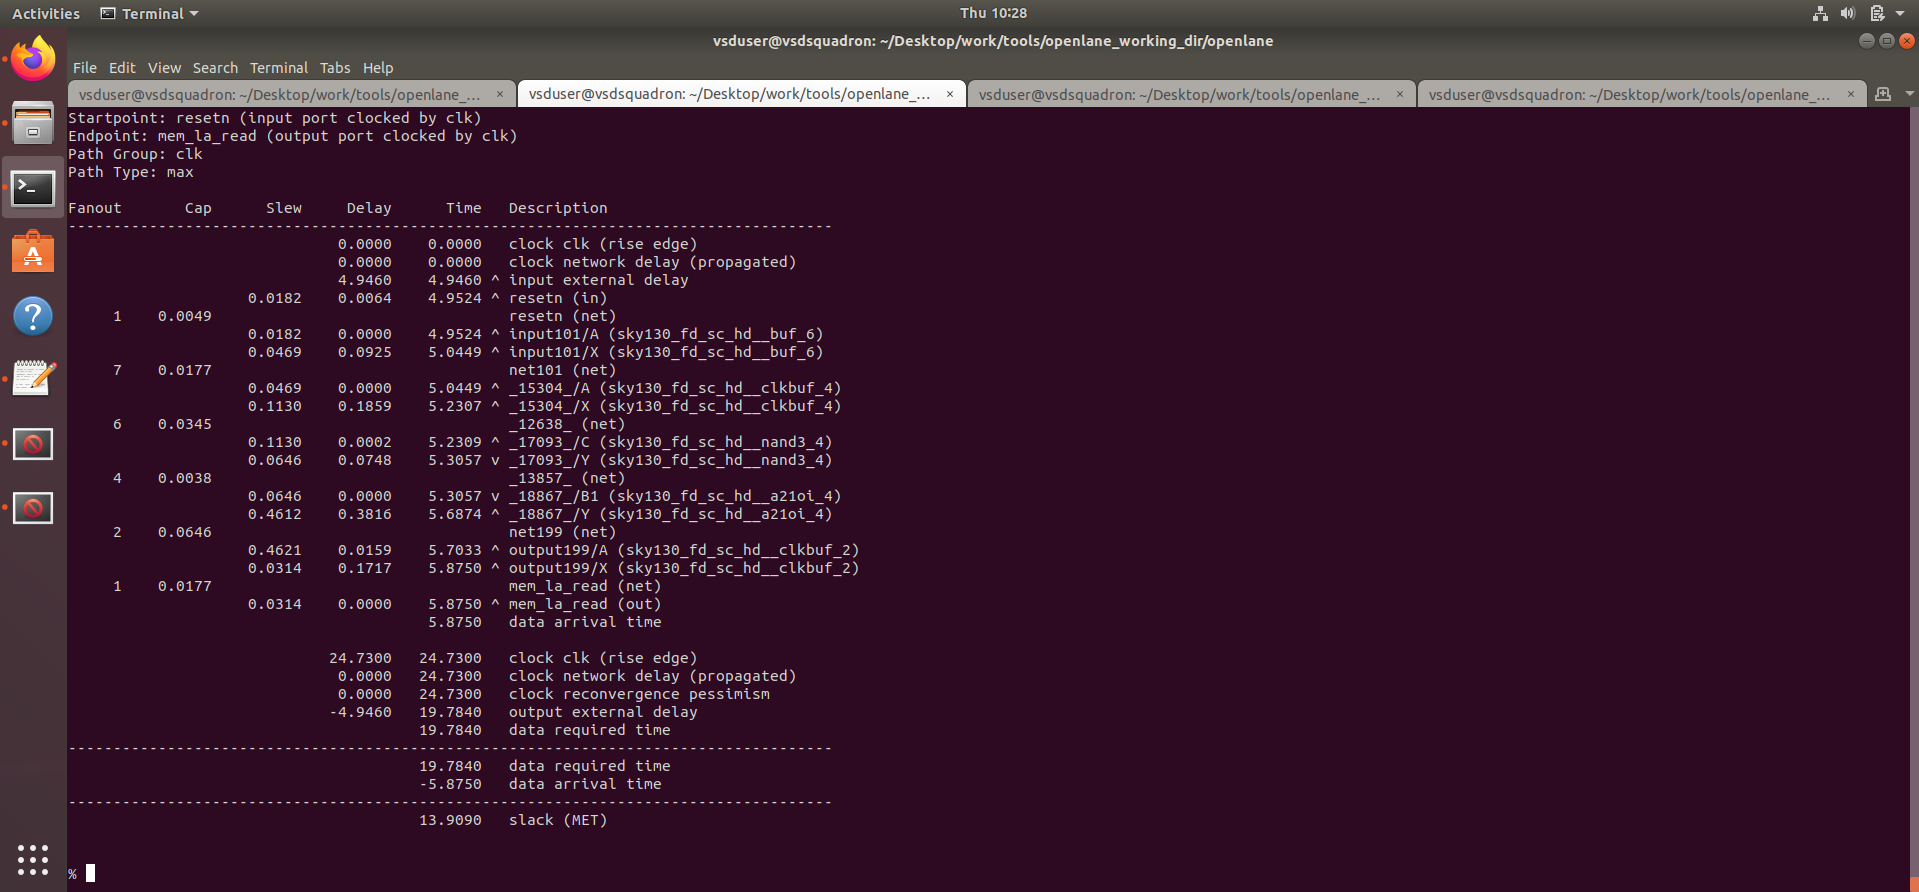 Activities Terminal Thu 10:28
vsduser@vsdsquadron: ~/Desktop/work/tools/openlane_working_dir/openlane
File Edit View Search Terminal Tabs Help
vsduser@vsdsquadron: ~/Desktop/work/tools/openlane_... × vsduser@vsdsquadron: ~/Desktop/work/tools/openlane_... × vsduser@vsdsquadron: ~/Desktop/work/tools/openlane_... × vsduser@vsdsquadron: ~/Desktop/work/tools/openlane_... ×
Startpoint: resetn (input port clocked by clk)
Endpoint: mem_la_read (output port clocked by clk)
Path Group: clk
Path Type: max
Fanout Cap Slew Delay Time Description
-------------------------------------------------------------------------------------
0.0000 0.0000 clock clk (rise edge)
0.0000 0.0000 clock network delay (propagated)
4.9460 4.9460 ^ input external delay
0.0182 0.0064 4.9524 ^ resetn (in)
1 0.0049 resetn (net)
0.0182 0.0000 4.9524 ^ input101/A (sky130_fd_sc_hd__buf_6)
0.0469 0.0925 5.0449 ^ input101/X (sky130_fd_sc_hd__buf_6)
7 0.0177 net101 (net)
0.0469 0.0000 5.0449 ^ _15304_/A (sky130_fd_sc_hd__clkbuf_4)
0.1130 0.1859 5.2307 ^ _15304_/X (sky130_fd_sc_hd__clkbuf_4)
6 0.0345 _12638_ (net)
0.1130 0.0002 5.2309 ^ _17093_/C (sky130_fd_sc_hd__nand3_4)
0.0646 0.0748 5.3057 v _17093_/Y (sky130_fd_sc_hd__nand3_4)
4 0.0038 _13857_ (net)
0.0646 0.0000 5.3057 v _18867_/B1 (sky130_fd_sc_hd__a21oi_4)
0.4612 0.3816 5.6874 ^ _18867_/Y (sky130_fd_sc_hd__a21oi_4)
2 0.0646 net199 (net)
0.4621 0.0159 5.7033 ^ output199/A (sky130_fd_sc_hd__clkbuf_2)
0.0314 0.1717 5.8750 ^ output199/X (sky130_fd_sc_hd__clkbuf_2)
1 0.0177 mem_la_read (net)
0.0314 0.0000 5.8750 ^ mem_la_read (out)
5.8750 data arrival time
24.7300 24.7300 clock clk (rise edge)
0.0000 24.7300 clock network delay (propagated)
0.0000 24.7300 clock reconvergence pessimism
-4.9460 19.7840 output external delay
19.7840 data required time
-------------------------------------------------------------------------------------
19.7840 data required time
-5.8750 data arrival time
-------------------------------------------------------------------------------------
13.9090 slack (MET)
%